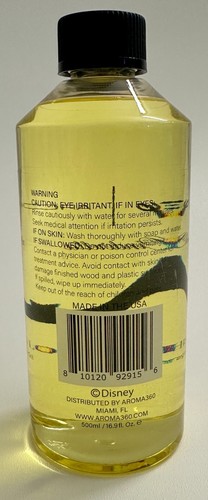 WARNING
CAUTION: EYE IRRITANT. IF IN EYES:
Rinse cautiously with water for several
Seek medical attention if irritation persists.
IF ON SKIN: Wash thoroughly with soap and water
IF SWALLOWED:
Contact a physician or poison control center
treatment advice. Avoid contact with skin
damage finished wood and plastic
if spilled, wipe up immediately.
Keep out of the reach of
MADE IN THE USA
8 10120 92915 6
©Disney
DISTRIBUTED BY AROMA360
MIAMI, FL
WWW.AROMA360.COM
500ml / 16.9fl. Oz. e